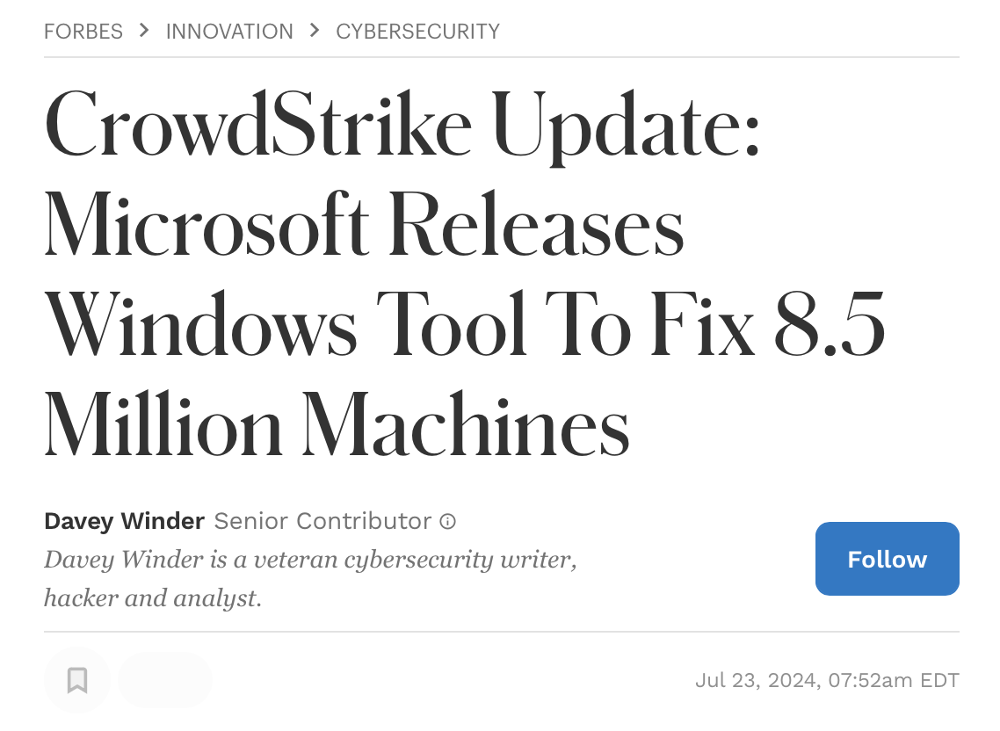 FORBES > INNOVATION > CYBERSECURITY
CrowdStrike Update:
Microsoft Releases
Windows Tool To Fix 8.5
Million Machines
Davey Winder Senior Contributor
Davey Winder is a veteran cybersecurity writer,
hacker and analyst.
Follow
Jul 23, 2024, 07:52am EDT